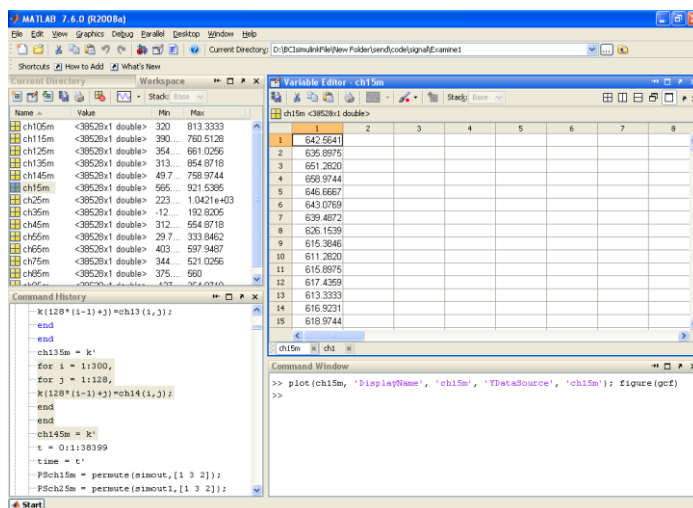 MATLAB 7.6.0 (R2008a)
File Edit View Graphics Debug Parallel Desktop Window Help
Current Directory: D:\BCIsimulinkFile\New Folder\send\code\signal\Examine1
Shortcuts How to Add What's New
Current Directory Workspace
Stack: Base
Name Value Min Max
ch105m <38528x1 double> 320 813.3333
ch115m <38528x1 double> 390.... 760.5128
ch125m <38528x1 double> 354.... 661.0256
ch135m <38528x1 double> 313.... 854.8718
ch145m <38528x1 double> 49.7... 758.9744
ch15m <38528x1 double> 565.... 921.5385
ch25m <38528x1 double> 223.... 1.0421e+03
ch35m <38528x1 double> -12.... 192.8205
ch45m <38528x1 double> 312.... 554.8718
ch55m <38528x1 double> 29.7... 333.8462
ch65m <38528x1 double> 403.... 597.9487
ch75m <38528x1 double> 344.... 521.0256
ch85m <38528x1 double> 375.... 560
Command History
k(128*(i-1)+j)=ch13(i,j);
end
end
ch135m = k'
for i = 1:300,
for j = 1:128,
k(128*(i-1)+j)=ch14(i,j);
end
end
ch145m = k'
t = 0:1:38399
time = t'
PSch15m = permute(simout,[1 3 2]);
PSch25m = permute(simout1,[1 3 2]);
Variable Editor - ch15m
Stack: Base
ch15m <38528x1 double>
1 2 3 4 5 6 7 8
1 642.5641
2 635.8975
3 651.2820
4 658.9744
5 646.6667
6 643.0769
7 639.4872
8 626.1539
9 615.3846
10 611.2820
11 615.8975
12 617.4359
13 613.3333
14 616.9231
15 618.9744
ch15m ch1
Command Window
>> plot(ch15m, 'DisplayName', 'ch15m', 'YDataSource', 'ch15m'); figure(gcf)
>>
Start